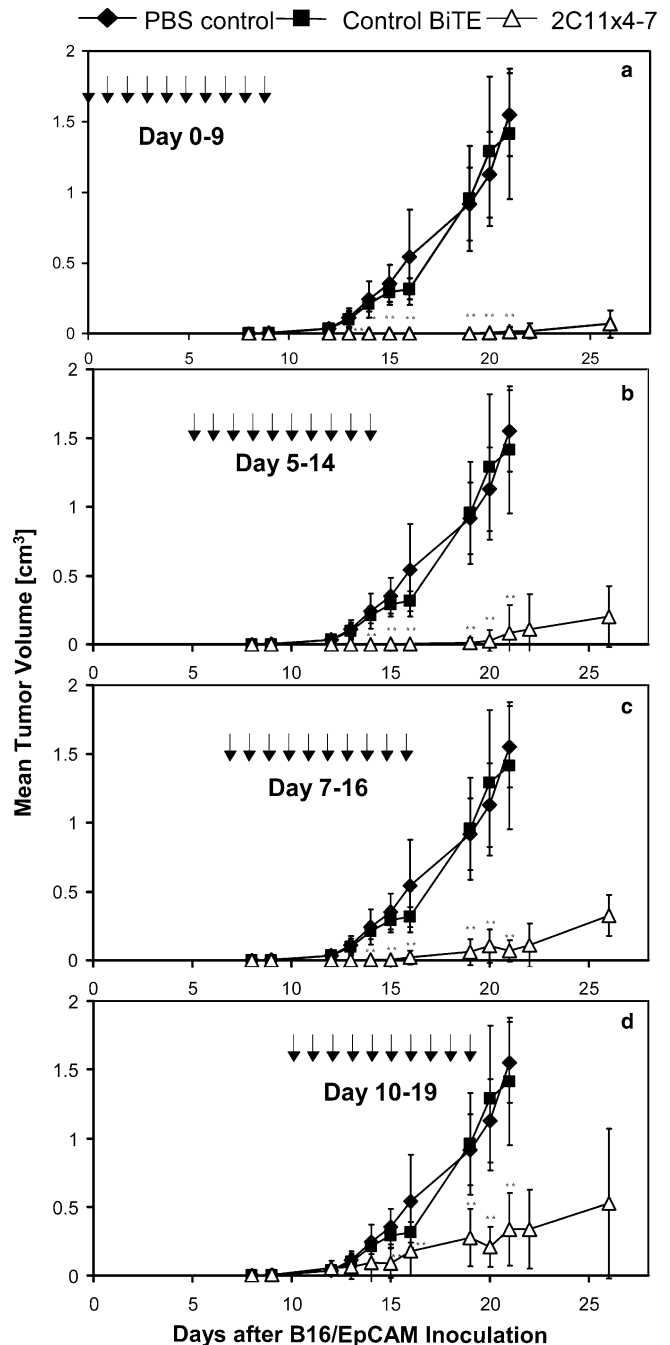 PBS control Control BiTE 2C11x4-7
Mean Tumor Volume [cm³]
a
2
1.5
1
0.5
0
Day 0-9
** ** ** ** ** **
0 5 10 15 20 25
b
2
1.5
1
0.5
0
Day 5-14
** ** ** ** ** **
0 5 10 15 20 25
c
2
1.5
1
0.5
0
Day 7-16
** ** ** ** ** **
0 5 10 15 20 25
d
2
1.5
1
0.5
0
Day 10-19
** ** ** ** **
0 5 10 15 20 25
Days after B16/EpCAM Inoculation